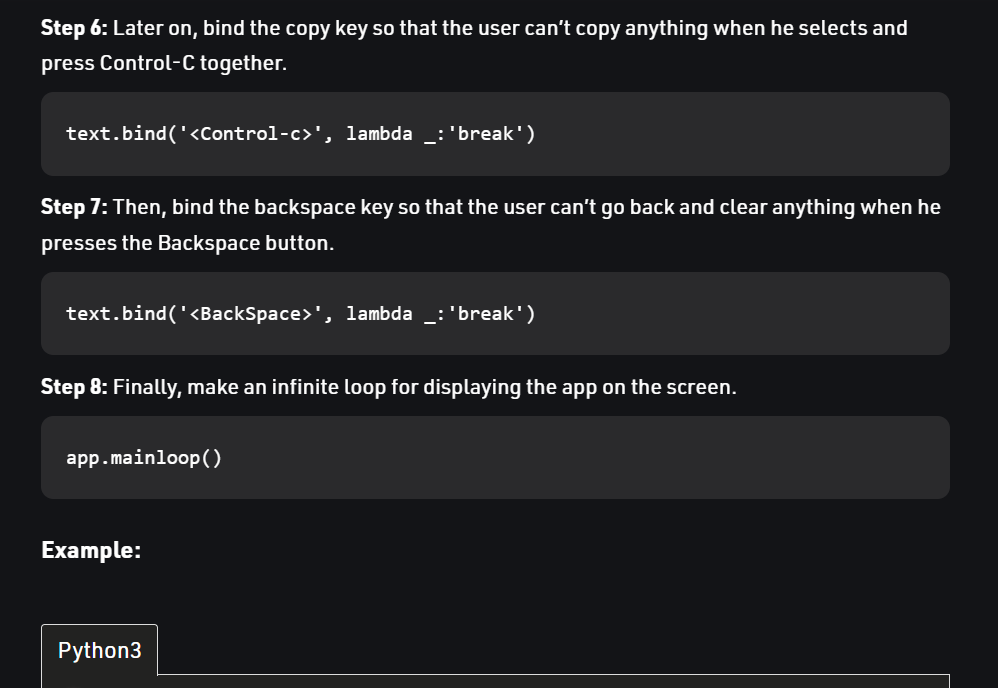 Step 6: Later on, bind the copy key so that the user can’t copy anything when he selects and
press Control-C together.
text.bind('<Control-c>', lambda _:'break')
Step 7: Then, bind the backspace key so that the user can’t go back and clear anything when he
presses the Backspace button.
text.bind('<BackSpace>', lambda _:'break')
Step 8: Finally, make an infinite loop for displaying the app on the screen.
app.mainloop()
Example:
Python3